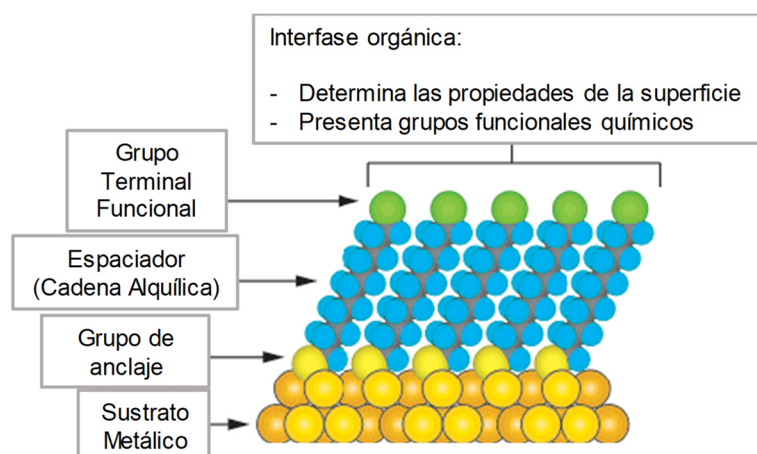 Interfase orgánica:
- Determina las propiedades de la superficie
- Presenta grupos funcionales químicos
Grupo
Terminal
Funcional
Espaciador
(Cadena Alquílica)
Grupo de
anclaje
Sustrato
Metálico